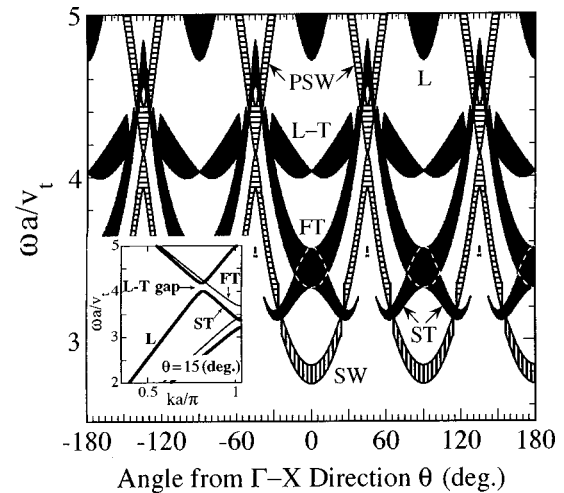 5
4
3
ωa/v_t
PSW
L
L–T
FT
ST
SW
5
4
3
2
ωa/v_t
L-T gap
FT
ST
L
θ=15 (deg.)
0.5
1
ka/π
-180
-120
-60
0
60
120
180
Angle from Γ–X Direction θ (deg.)